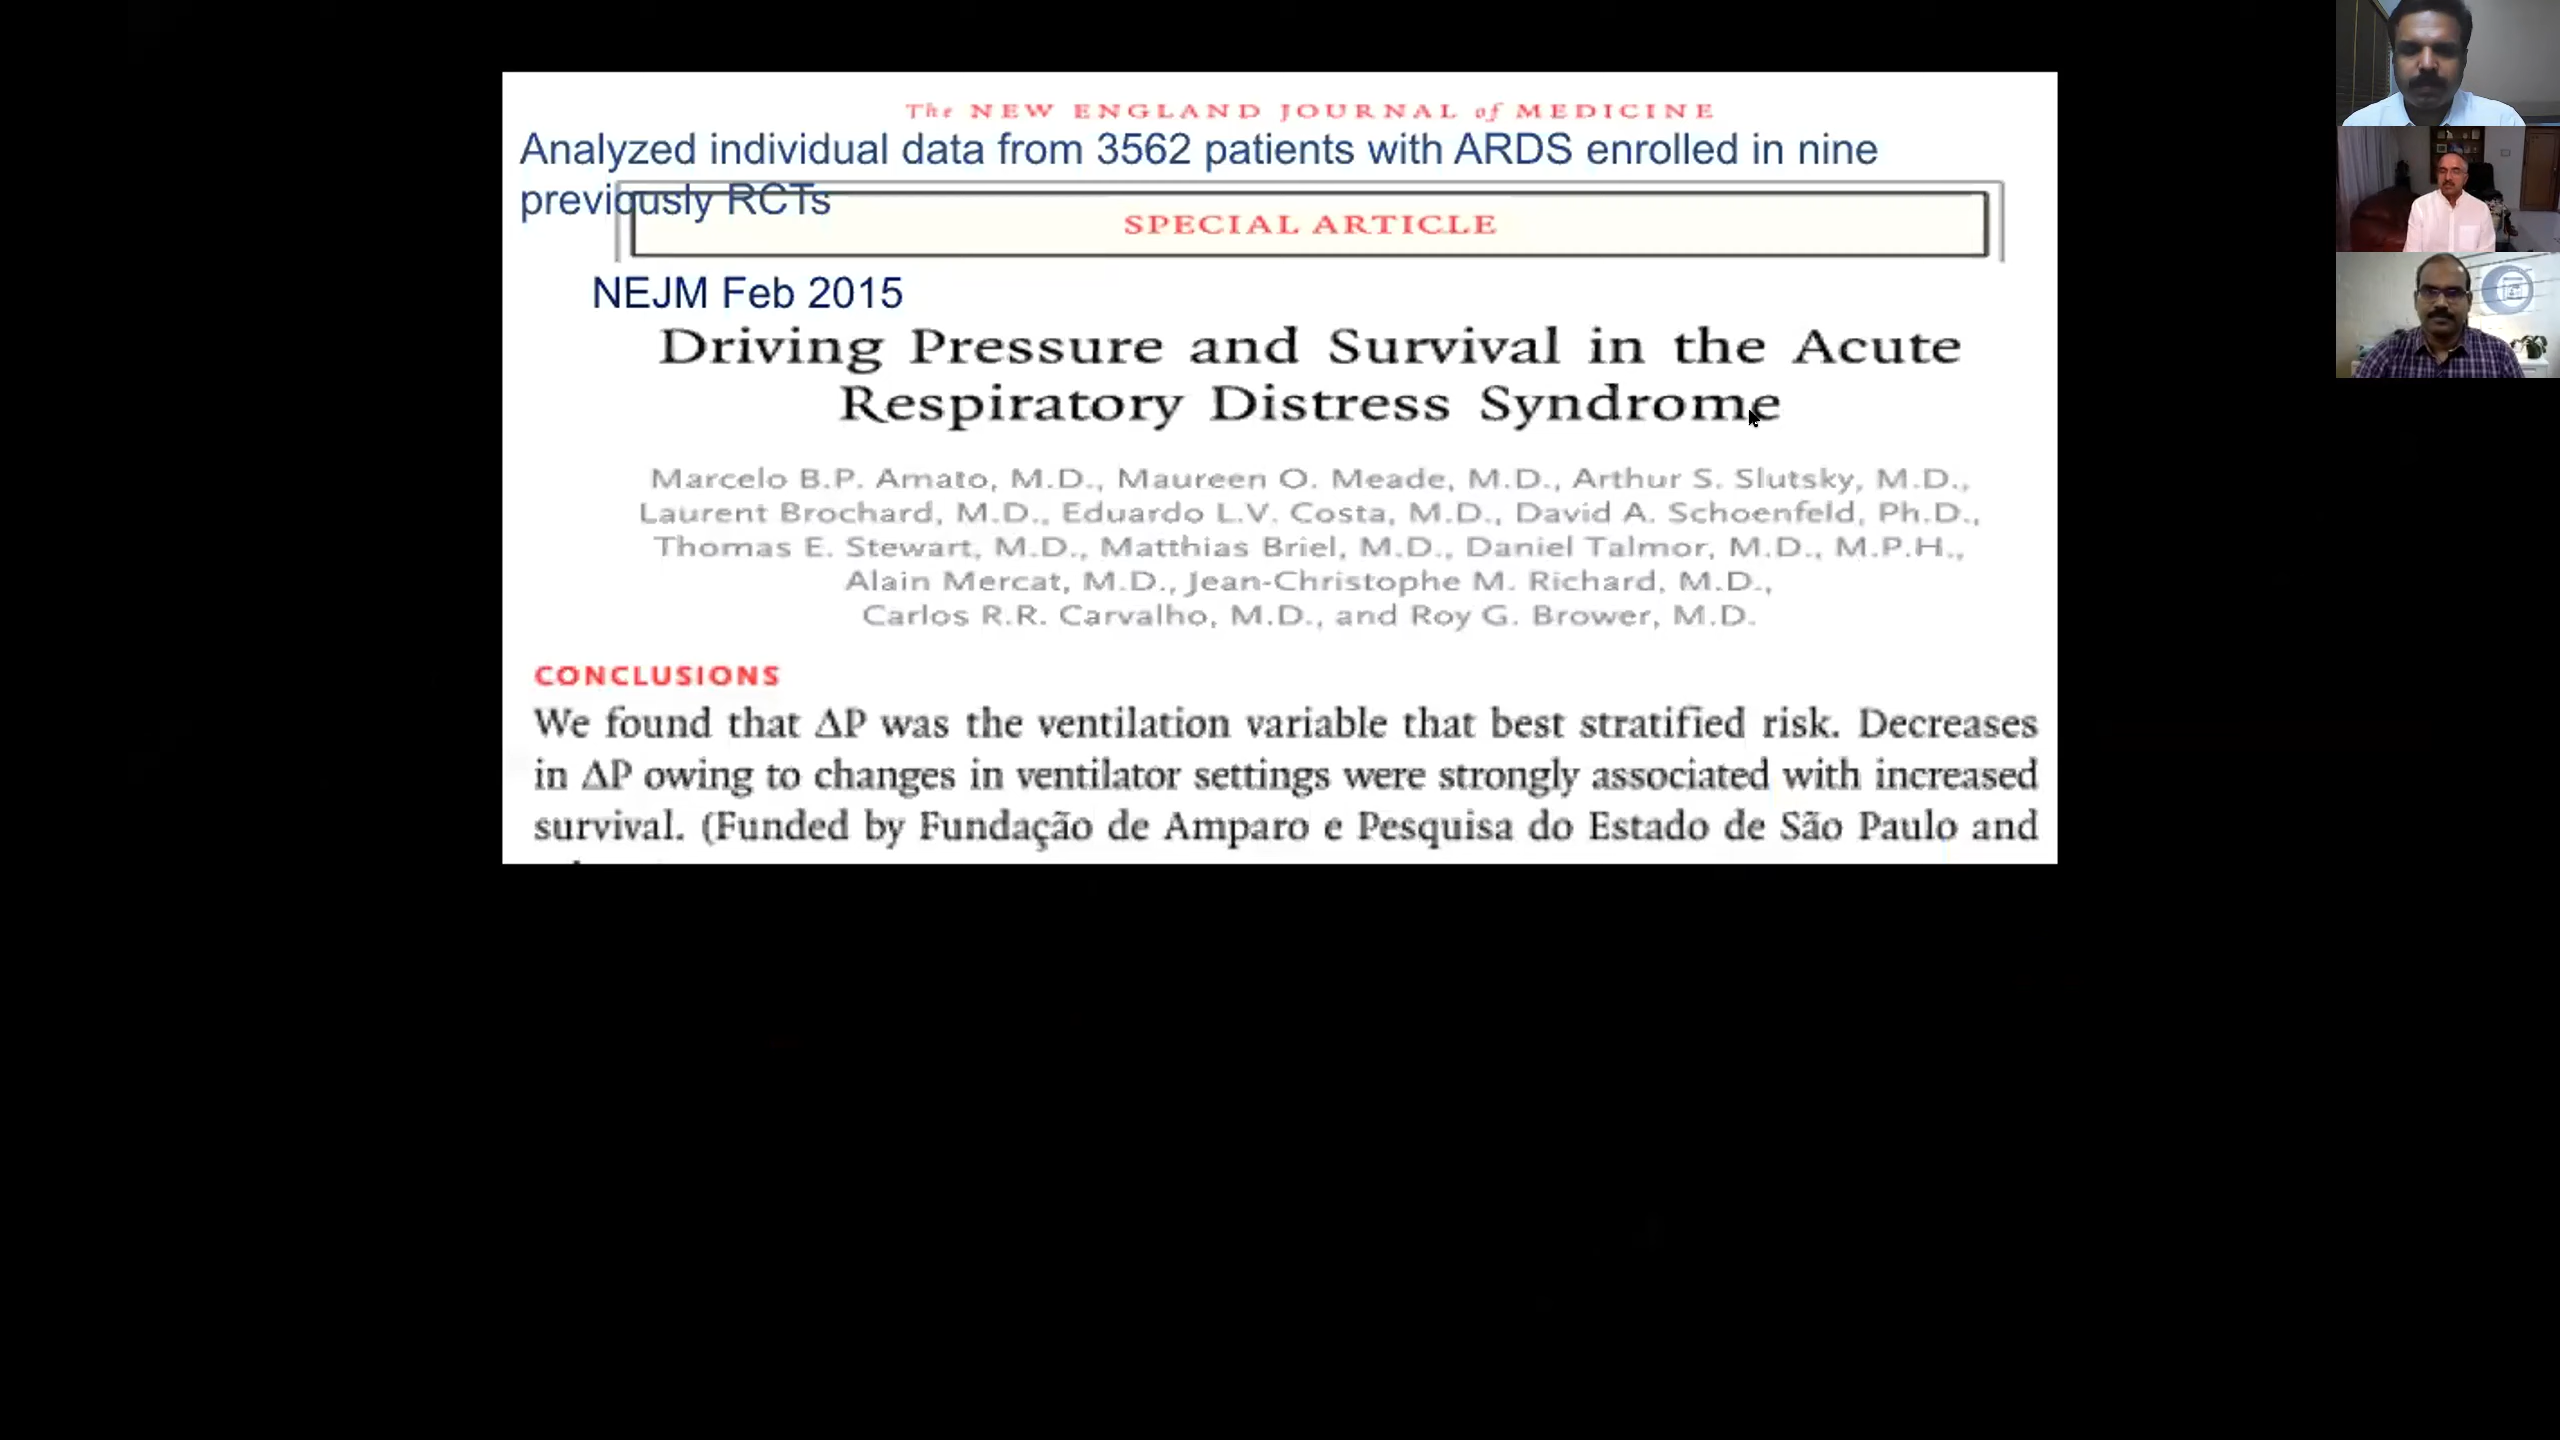 The NEW ENGLAND JOURNAL of MEDICINE
Analyzed individual data from 3562 patients with ARDS enrolled in nine
previously RCTs
SPECIAL ARTICLE
NEJM Feb 2015
Driving Pressure and Survival in the Acute
Respiratory Distress Syndrome
Marcelo B.P. Amato, M.D., Maureen O. Meade, M.D., Arthur S. Slutsky, M.D.,
Laurent Brochard, M.D., Eduardo L.V. Costa, M.D., David A. Schoenfeld, Ph.D.,
Thomas E. Stewart, M.D., Matthias Briel, M.D., Daniel Talmor, M.D., M.P.H.,
Alain Mercat, M.D., Jean-Christophe M. Richard, M.D.,
Carlos R.R. Carvalho, M.D., and Roy G. Brower, M.D.
CONCLUSIONS
We found that ΔP was the ventilation variable that best stratified risk. Decreases
in ΔP owing to changes in ventilator settings were strongly associated with increased
survival. (Funded by Fundação de Amparo e Pesquisa do Estado de São Paulo and